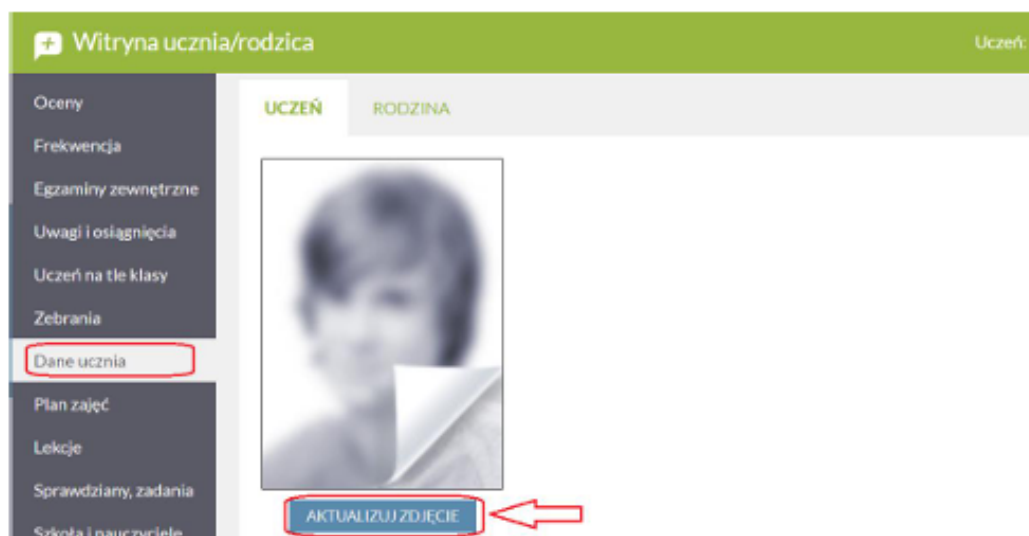 Witryna ucznia/rodzica
Uczeń:
Oceny
Frekwencja
Egzaminy zewnętrzne
Uwagi i osiągnięcia
Uczeń na tle klasy
Zebrania
Dane ucznia
Plan zajęć
Lekcje
Sprawdziany, zadania
Szkoła i nauczyciele
UCZEŃ
RODZINA
AKTUALIZUJ ZDJĘCIE